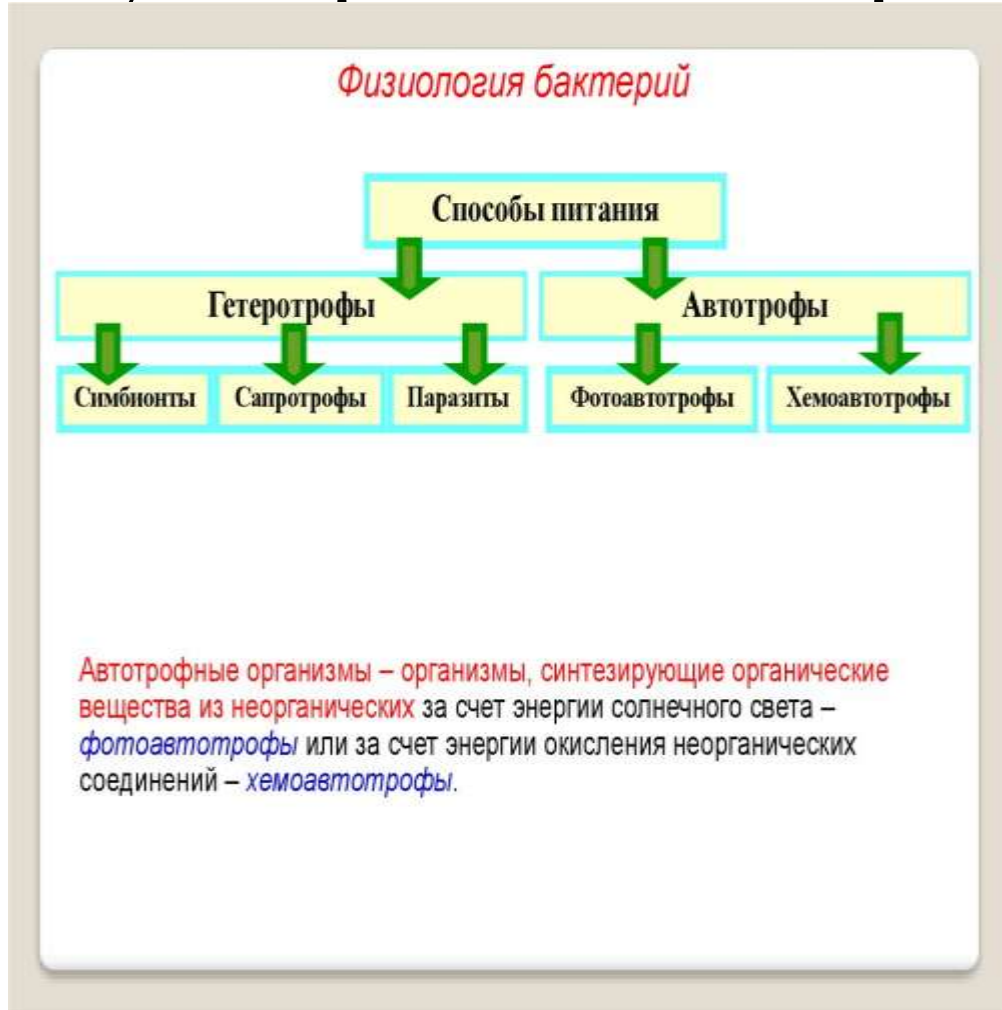 Физиология бактерий
Способы питания
Гетеротрофы
Автотрофы
Симбионты
Сапротрофы
Паразиты
Фотоавтотрофы
Хемоавтотрофы
Автотрофные организмы – организмы, синтезирующие органические
вещества из неорганических за счет энергии солнечного света –
фотоавтотрофы или за счет энергии окисления неорганических
соединений – хемоавтотрофы.